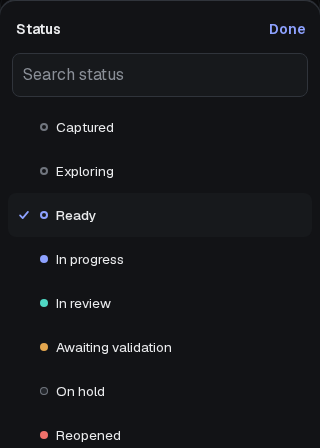 Status
Done
Search status
Captured
Exploring
Ready
In progress
In review
Awaiting validation
On hold
Reopened